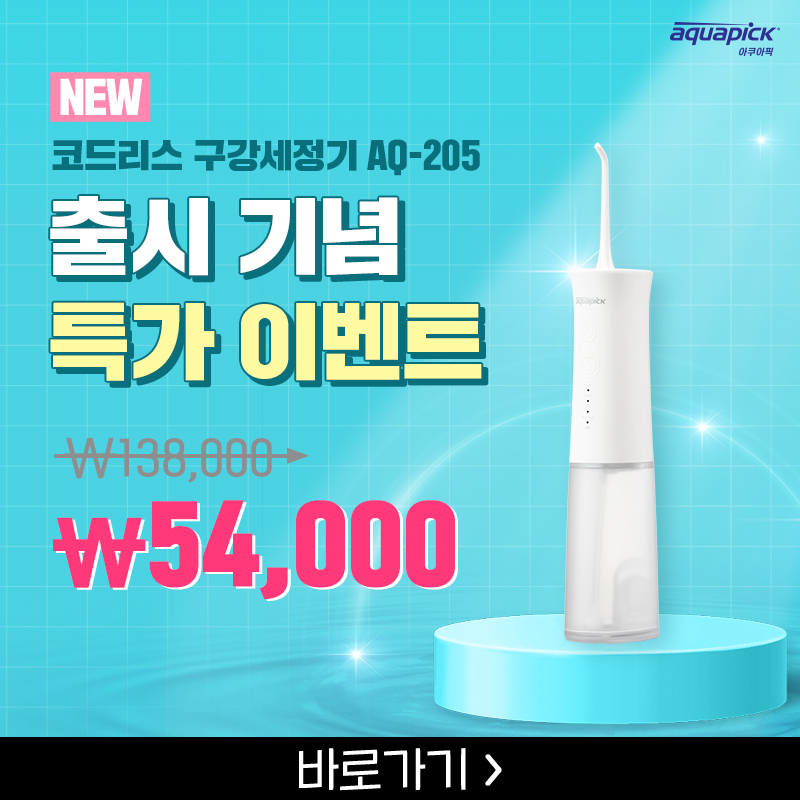 aquapick
아쿠아픽
NEW
코드리스 구강세정기 AQ-205
출시 기념
특가 이벤트
₩138,000
₩54,000
aquapick
바로가기 >